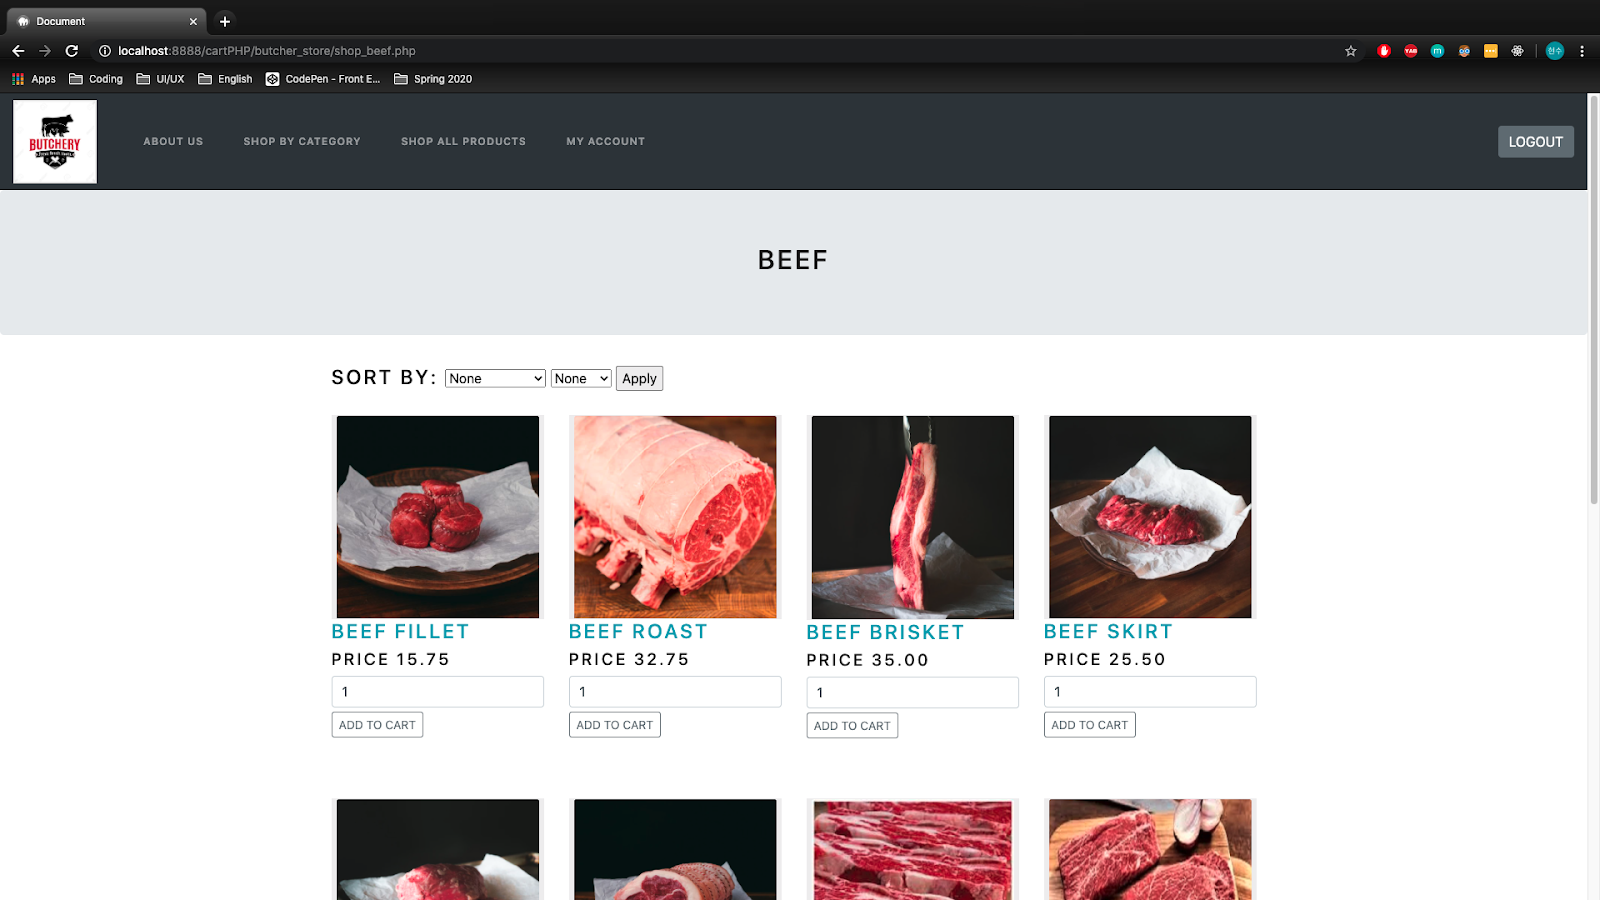 Document
localhost:8888/cartPHP/butcher_store/shop_beef.php
Apps Coding UI/UX English CodePen - Front E... Spring 2020
BUTCHERY
ABOUT US SHOP BY CATEGORY SHOP ALL PRODUCTS MY ACCOUNT LOGOUT
BEEF
SORT BY: None None Apply
BEEF FILLET BEEF ROAST BEEF BRISKET BEEF SKIRT
PRICE 15.75 PRICE 32.75 PRICE 35.00 PRICE 25.50
1 1 1 1
ADD TO CART ADD TO CART ADD TO CART ADD TO CART